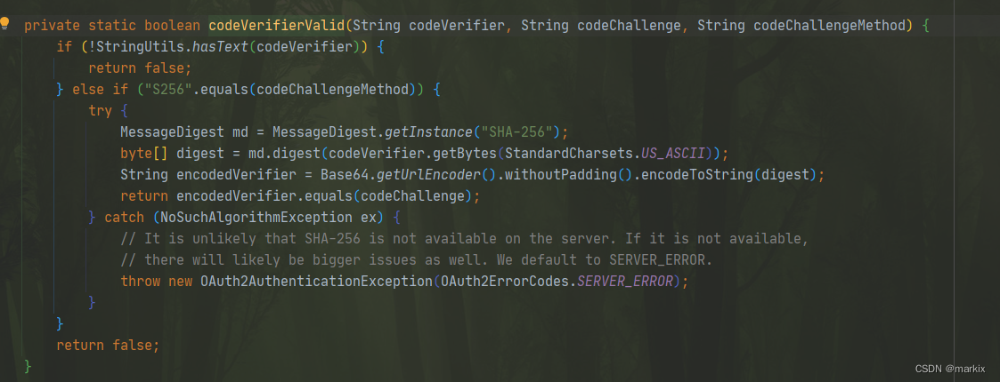 private static boolean codeVerifierValid(String codeVerifier, String codeChallenge, String codeChallengeMethod) {
    if (!StringUtils.hasText(codeVerifier)) {
        return false;
    } else if ("S256".equals(codeChallengeMethod)) {
        try {
            MessageDigest md = MessageDigest.getInstance("SHA-256");
            byte[] digest = md.digest(codeVerifier.getBytes(StandardCharsets.US_ASCII));
            String encodedVerifier = Base64.getUrlEncoder().withoutPadding().encodeToString(digest);
            return encodedVerifier.equals(codeChallenge);
        } catch (NoSuchAlgorithmException ex) {
            // It is unlikely that SHA-256 is not available on the server. If it is not available,
            // there will likely be bigger issues as well. We default to SERVER_ERROR.
            throw new OAuth2AuthenticationException(OAuth2ErrorCodes.SERVER_ERROR);
        }
    }
    return false;
}
CSDN @markix